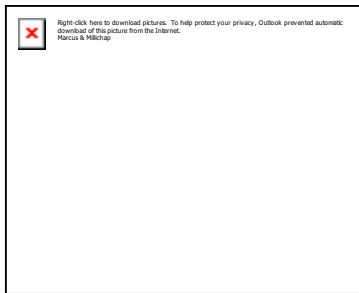 Right-click here to download pictures. To help protect your privacy, Outlook prevented automatic
download of this picture from the Internet.
Marcus & Millichap